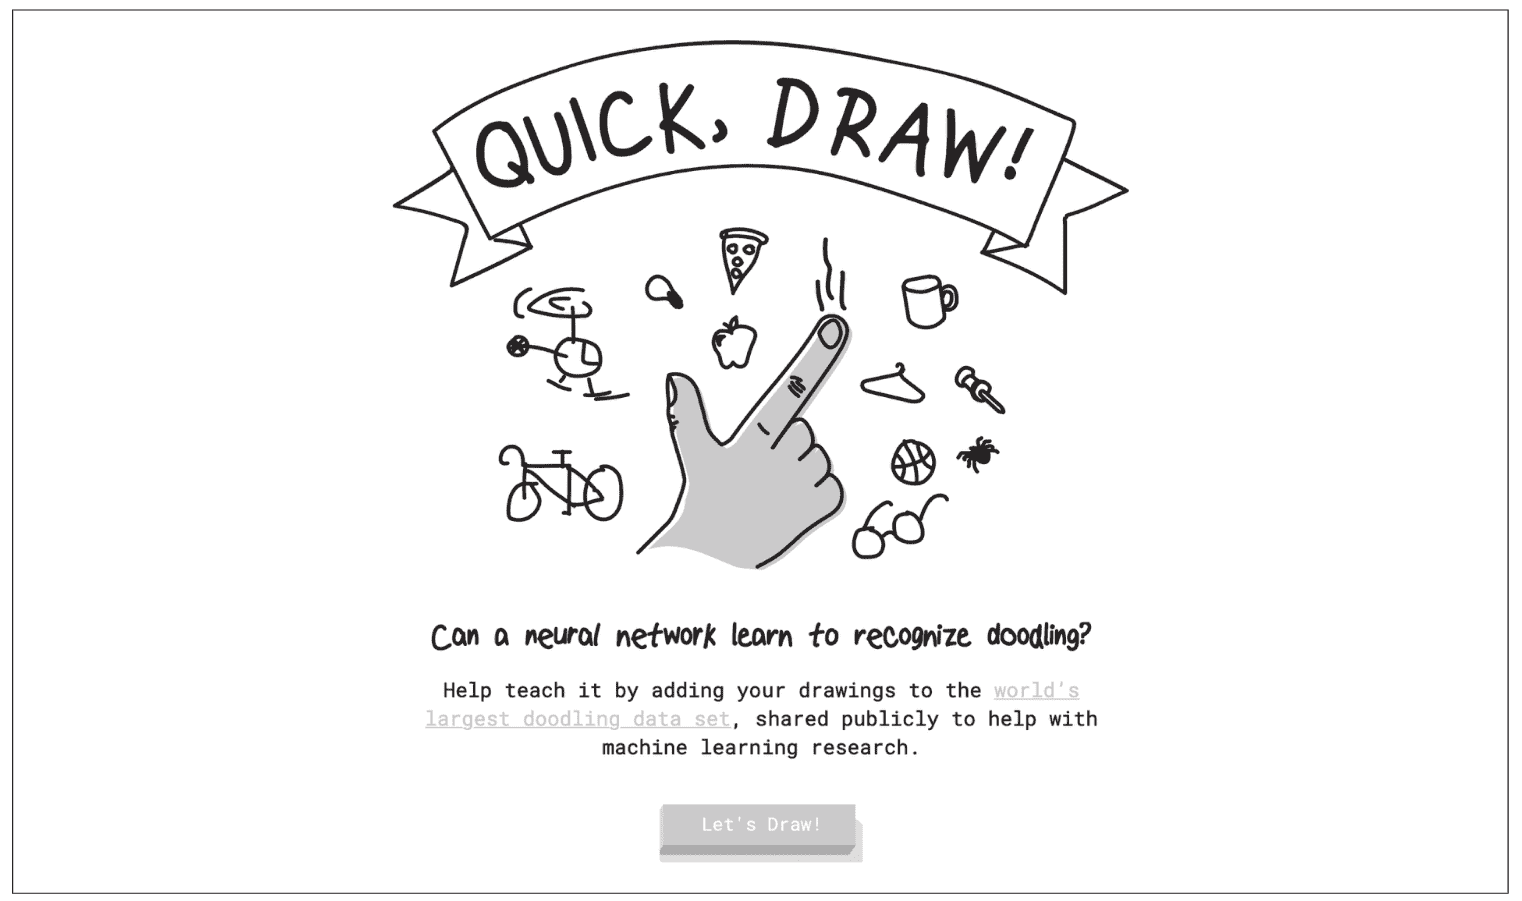 QUICK, DRAW!
Can a neural network learn to recognize doodling?
Help teach it by adding your drawings to the world's
largest doodling data set, shared publicly to help with
machine learning research.
Let's Draw!